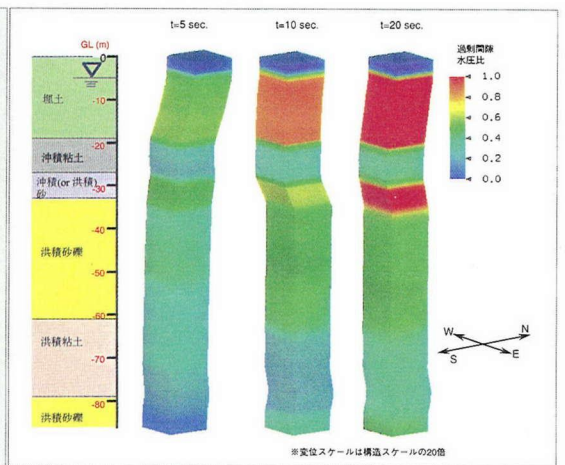 t=5 sec.
t=10 sec.
t=20 sec.
GL (m)
0
-10
-20
-30
-40
-50
-60
-70
-80
埋土
沖積粘土
沖積(or 洪積)
砂
洪積砂礫
洪積粘土
洪積砂礫
過剰間隙
水圧比
1.0
0.8
0.6
0.4
0.2
0.0
W
N
S
E
※変位スケールは構造スケールの20倍